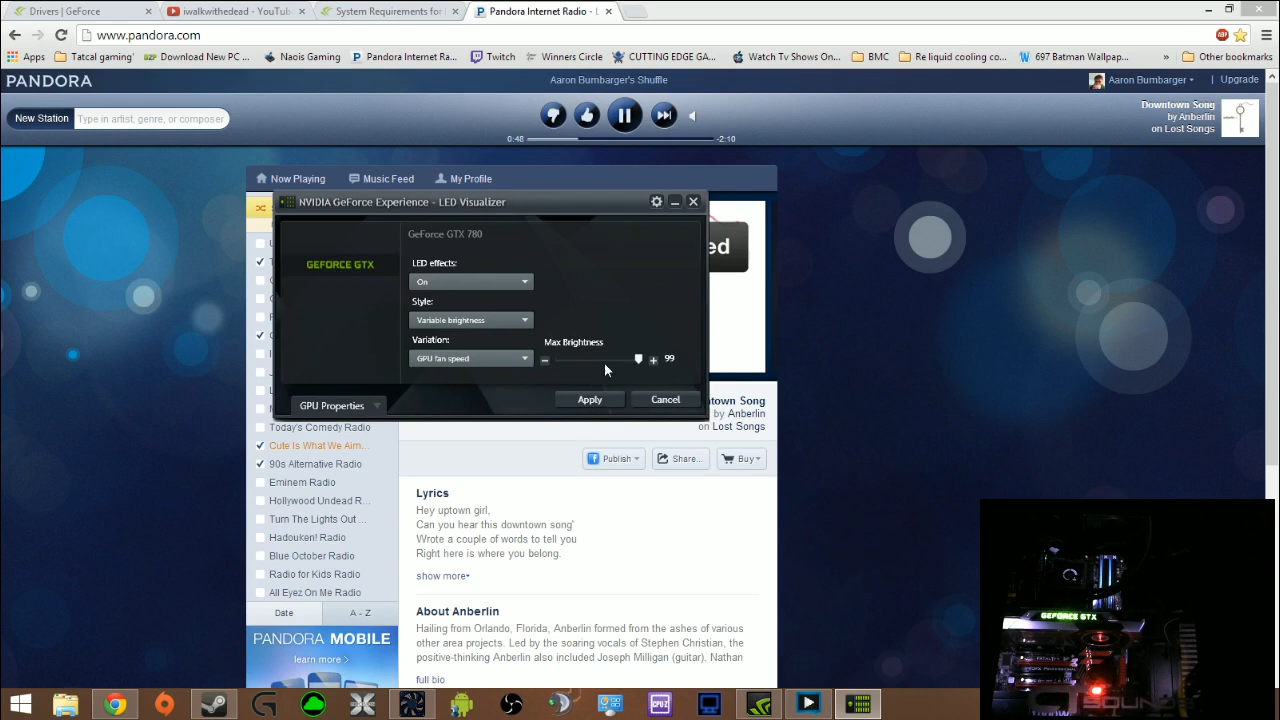 Drivers | GeForce
iwalkwithedead - YouTub
System Requirements for
Pandora Internet Radio - L
www.pandora.com
Apps
Tatcal gaming'
Download New PC ...
Naois Gaming
Pandora Internet Ra...
Twitch
Winners Circle
CUTTING EDGE GA...
Watch Tv Shows On...
BMC
Re liquid cooling co...
697 Batman Wallpap...
»
Other bookmarks
PANDORA
Aaron Bumbarger's Shuffle
Aaron Bumbarger
Upgrade
New Station
Type in artist, genre, or composer
0:48
-2:10
Downtown Song
by Anberlin
on Lost Songs
Now Playing
Music Feed
My Profile
NVIDIA GeForce Experience - LED Visualizer
GeForce GTX 780
GEFORCE GTX
LED effects:
On
Style:
Variable brightness
Variation:
GPU fan speed
Max Brightness
99
GPU Properties
Apply
Cancel
ed
ntown Song
by Anberlin
on Lost Songs
Today's Comedy Radio
Cute Is What We Aim...
90s Alternative Radio
Eminem Radio
Hollywood Undead R...
Turn The Lights Out ...
Hadouken! Radio
Blue October Radio
Radio for Kids Radio
All Eyez On Me Radio
Date
A - Z
PANDORA MOBILE
learn more >
Publish
Share...
Buy
Lyrics
Hey uptown girl,
Can you hear this downtown song'
Wrote a couple of words to tell you
Right here is where you belong.
show more
About Anberlin
Hailing from Orlando, Florida, Anberlin formed from the ashes of various
other area projects. Led by the soaring vocals of Stephen Christian, the
positive-thinking Anberlin also included Joseph Milligan (guitar), Nathan
full bio
GEFORCE GTX
SOUND
CPUZ